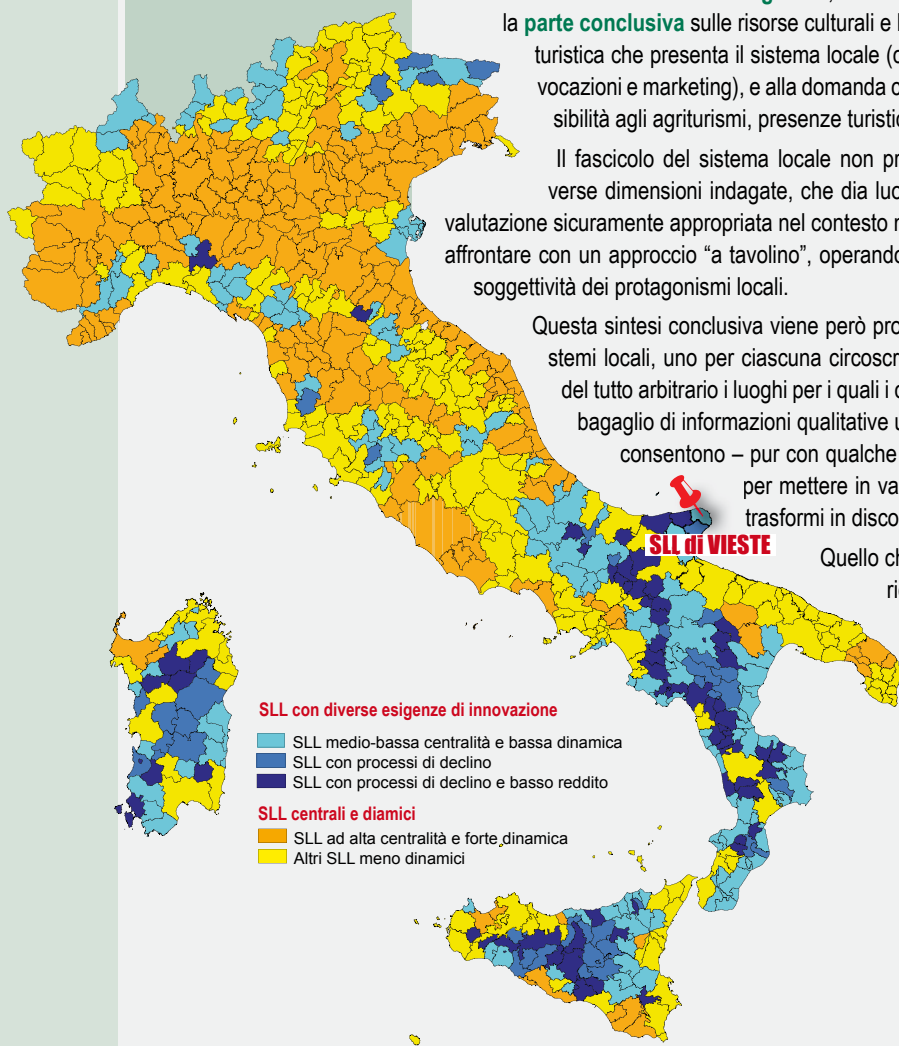 la parte conclusiva sulle risorse culturali e
turistica che presenta il sistema locale (
vocazioni e marketing), e alla domanda
sibilità agli agriturismi, presenze turistic
Il fascicolo del sistema locale non pr
verse dimensioni indagate, che dia luo
valutazione sicuramente appropriata nel contesto
affrontare con un approccio “a tavolino”, operando
soggettività dei protagonismi locali.
Questa sintesi conclusiva viene però pro
stemi locali, uno per ciascuna circoscr
del tutto arbitrario i luoghi per i quali i
bagaglio di informazioni qualitative
consentono – pur con qualche
per mettere in va
trasformi in disco
SLL di VIESTE
Quello ch
ri
SLL con diverse esigenze di innovazione
SLL medio-bassa centralità e bassa dinamica
SLL con processi di declino
SLL con processi di declino e basso reddito
SLL centrali e diamici
SLL ad alta centralità e forte dinamica
Altri SLL meno dinamici